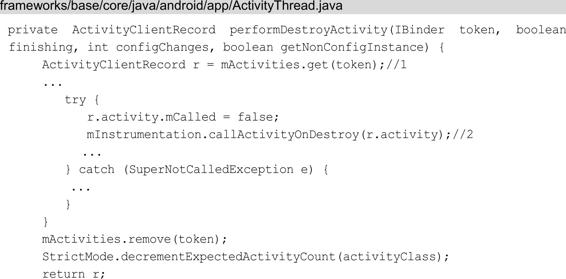 frameworks/base/core/java/android/app/ActivityThread.java
private ActivityClientRecord performDestroyActivity(IBinder token, boolean
finishing, int configChanges, boolean getNonConfigInstance) {
ActivityClientRecord r = mActivities.get(token);//1
...
try {
r.activity.mCalled = false;
mInstrumentation.callActivityOnDestroy(r.activity);//2
...
} catch (SuperNotCalledException e) {
...
}
}
mActivities.remove(token);
StrictMode.decrementExpectedActivityCount(activityClass);
return r;